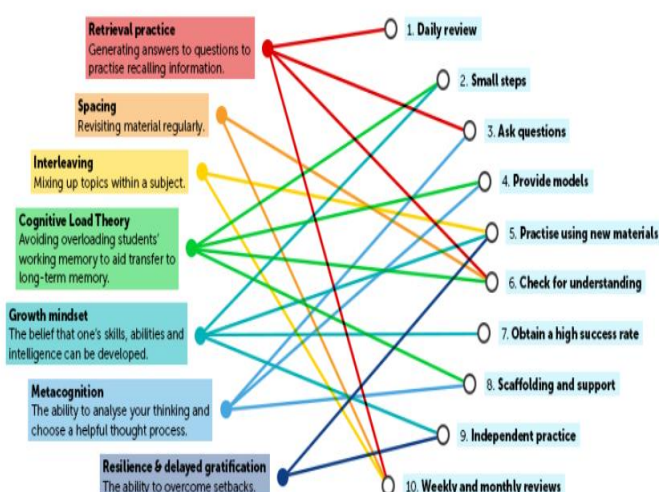 Retrieval practice
Generating answers to questions to
practise recalling information.
Spacing
Revisiting material regularly.
Interleaving
Mixing up topics within a subject.
Cognitive Load Theory
Avoiding overloading students'
working memory to aid transfer to
long-term memory.
Growth mindset
The belief that one's skills, abilities and
intelligence can be developed.
Metacognition
The ability to analyse your thinking and
choose a helpful thought process.
Resilience & delayed gratification
The ability to overcome setbacks.
1. Daily review
2. Small steps
3. Ask questions
4. Provide models
5. Practise using new materials
6. Check for understanding
7. Obtain a high success rate
8. Scaffolding and support
9. Independent practice
10. Weekly and monthly reviews